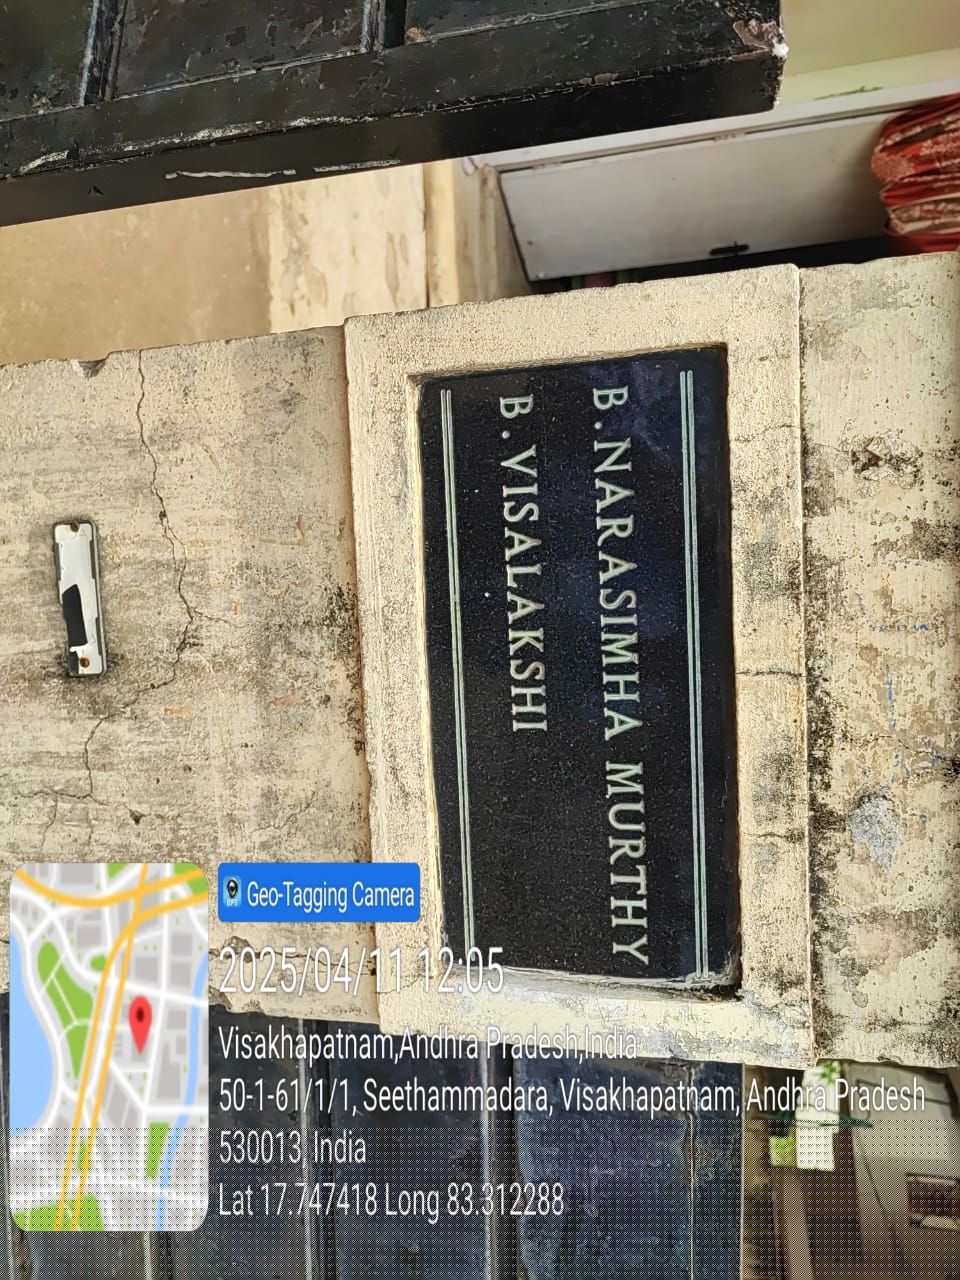 B.NARASIMHA MURTHY
B.VISALAKSHI
GPS
Geo-Tagging Camera
2025/04/11 12:05
Visakhapatnam,Andhra Pradesh,India
50-1-61/1/1, Seethammadara, Visakhapatnam, Andhra Pradesh
530013, India
Lat 17.747418 Long 83.312288